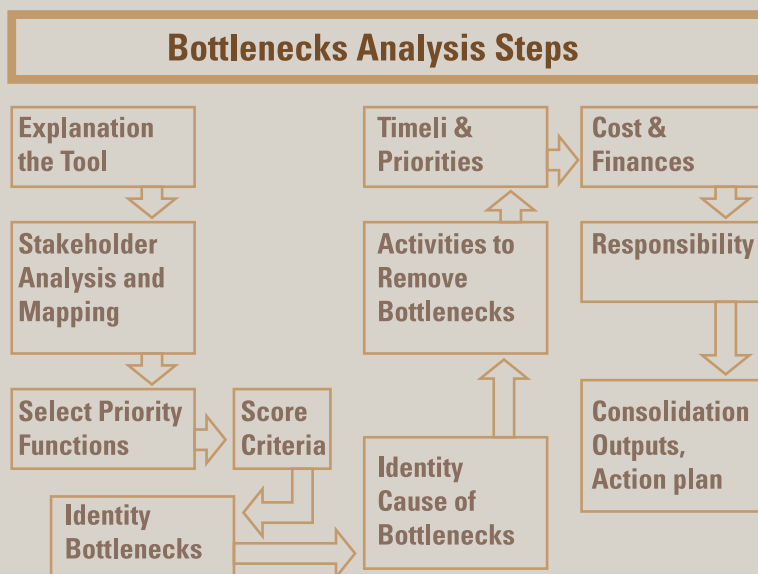 Bottlenecks Analysis Steps
Explanation
the Tool
Stakeholder
Analysis and
Mapping
Select Priority
Functions
Score
Criteria
Identity
Bottlenecks
Identity
Cause of
Bottlenecks
Activities to
Remove
Bottlenecks
Timeli &
Priorities
Cost &
Finances
Responsibility
Consolidation
Outputs,
Action plan